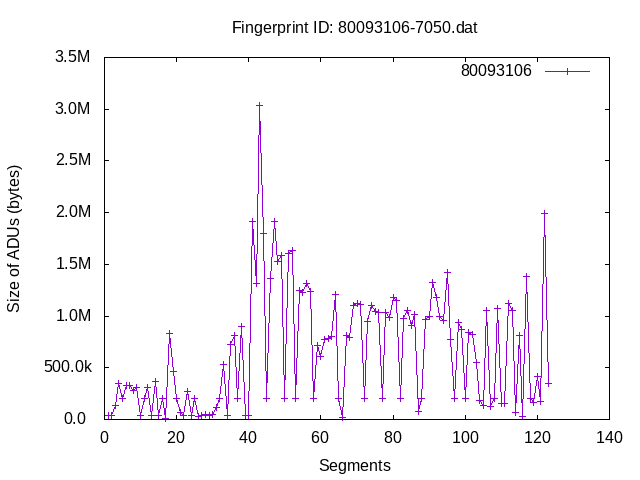 Fingerprint ID: 80093106-7050.dat
3.5M
80093106
3.0M
2.5M
2.0M
1.5M
1.0M
500.0k
0.0
Size of ADUs (bytes)
0 20 40 60 80 100 120 140
Segments